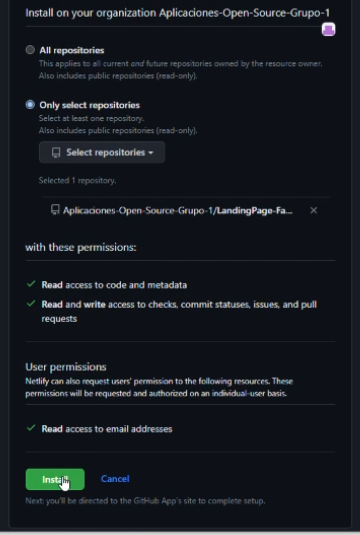 Install on your organization Aplicaciones-Open-Source-Grupo-1
All repositories
This applies to all current and future repositories owned by the resource owner.
Also includes public repositories (read-only).
Only select repositories
Select at least one repository.
Also includes public repositories (read-only).
Select repositories
Selected 1 repository.
Aplicaciones-Open-Source-Grupo-1/LandingPage-Fa...
with these permissions:
Read access to code and metadata
Read and write access to checks, commit statuses, issues, and pull
requests
User permissions
Netlify can also request users' permission to the following resources. These
permissions will be requested and authorized on an individual-user basis.
Read access to email addresses
Install Cancel
Next: you'll be directed to the GitHub App's site to complete setup.